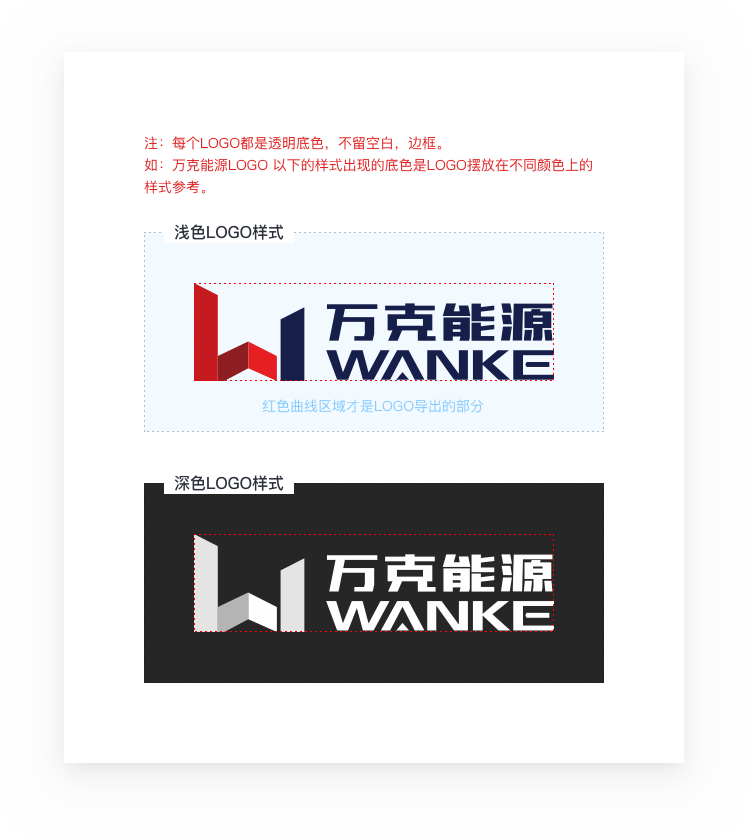 注：每个LOGO都是透明底色，不留空白，边框。
如：万克能源LOGO 以下的样式出现的底色是LOGO摆放在不同颜色上的
样式参考。
浅色LOGO样式
万克能源
WANKE
红色曲线区域才是LOGO导出的部分
深色LOGO样式
万克能源
WANKE